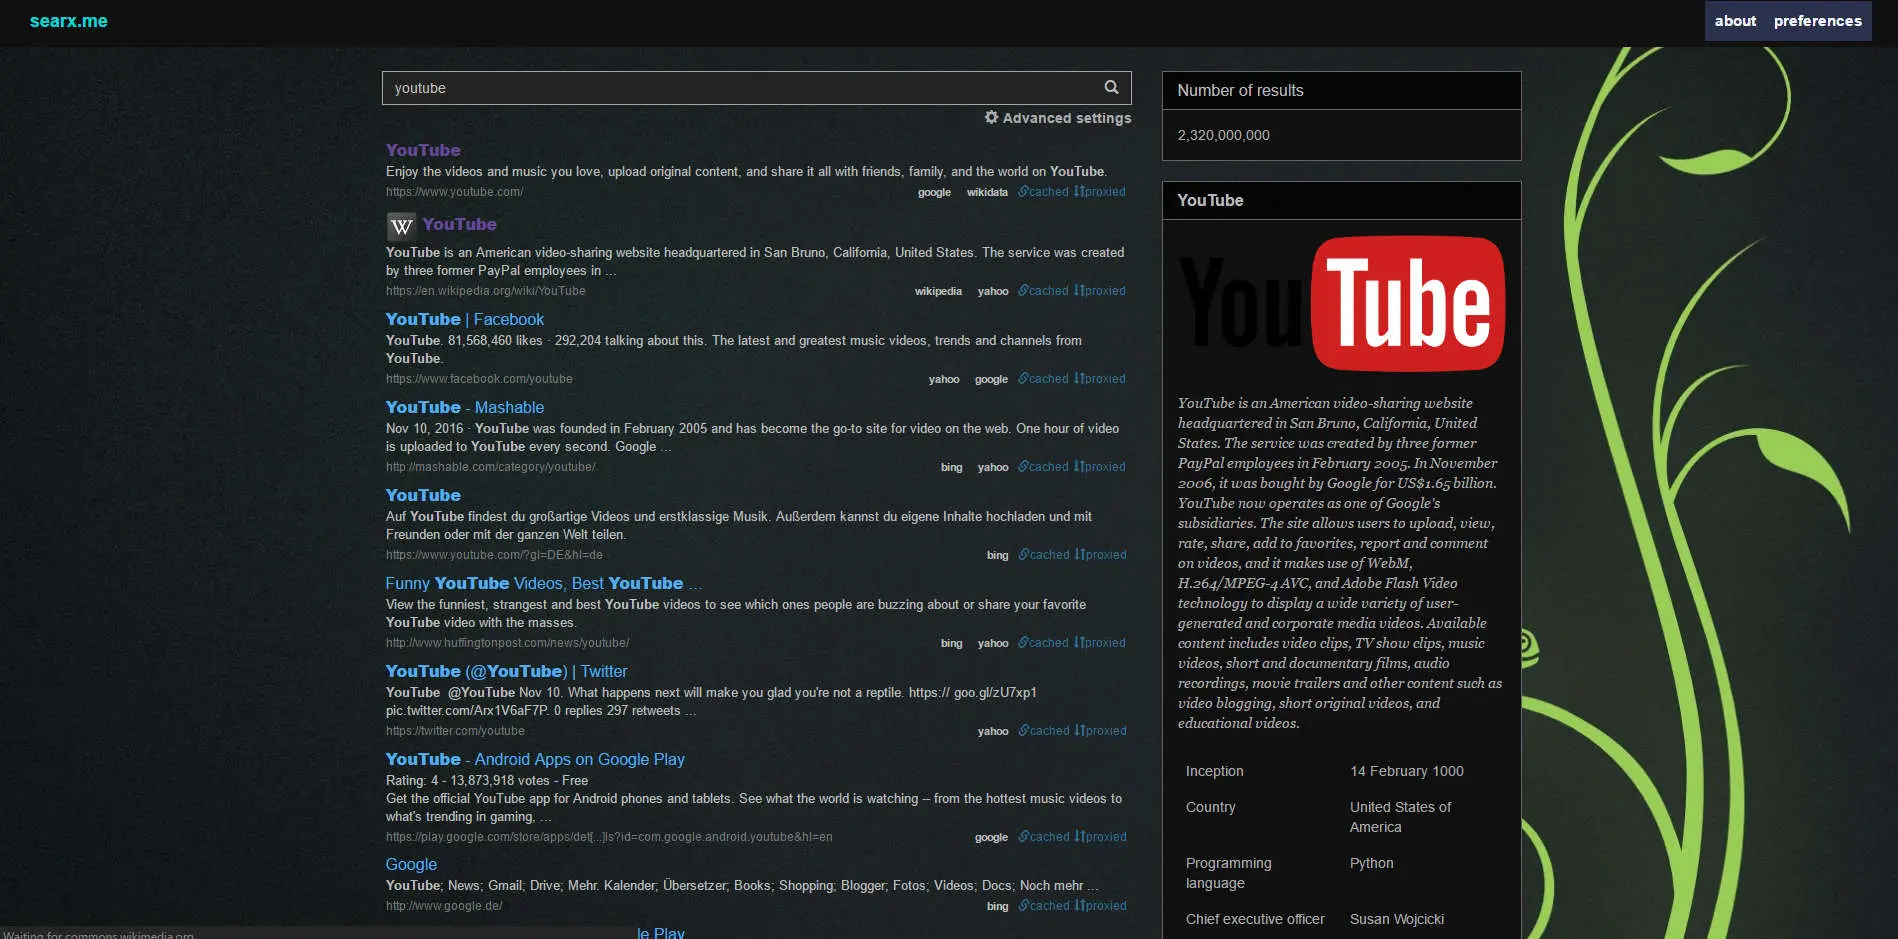 searx.me
about preferences
youtube
Advanced settings
YouTube
Enjoy the videos and music you love, upload original content, and share it all with friends, family, and the world on YouTube.
https://www.youtube.com/ google wikidata cached proxied
W YouTube
YouTube is an American video-sharing website headquartered in San Bruno, California, United States. The service was created
by three former PayPal employees in ...
https://en.wikipedia.org/wiki/YouTube wikipedia yahoo cached proxied
YouTube | Facebook
YouTube. 81,568,460 likes · 292,204 talking about this. The latest and greatest music videos, trends and channels from
YouTube.
https://www.facebook.com/youtube yahoo google cached proxied
YouTube - Mashable
Nov 10, 2016 · YouTube was founded in February 2005 and has become the go-to site for video on the web. One hour of video
is uploaded to YouTube every second. Google ...
http://mashable.com/category/youtube/ bing yahoo cached proxied
YouTube
Auf YouTube findest du großartige Videos und erstklassige Musik. Außerdem kannst du eigene Inhalte hochladen und mit
Freunden oder mit der ganzen Welt teilen.
https://www.youtube.com/?gl=DE&hl=de bing cached proxied
Funny YouTube Videos, Best YouTube ...
View the funniest, strangest and best YouTube videos to see which ones people are buzzing about or share your favorite
YouTube video with the masses.
http://www.huffingtonpost.com/news/youtube/ bing yahoo cached proxied
YouTube (@YouTube) | Twitter
YouTube @YouTube Nov 10. What happens next will make you glad you're not a reptile. https:// goo.gl/zU7xp1
pic.twitter.com/Arx1V6aF7P. 0 replies 297 retweets ...
https://twitter.com/youtube yahoo cached proxied
YouTube - Android Apps on Google Play
Rating: 4 - 13,873,918 votes - Free
Get the official YouTube app for Android phones and tablets. See what the world is watching -- from the hottest music videos to
what's trending in gaming, ...
https://play.google.com/store/apps/det[...]ls?id=com.google.android.youtube&hl=en google cached proxied
Google
YouTube; News; Gmail; Drive; Mehr. Kalender; Übersetzer; Books; Shopping; Blogger; Fotos; Videos; Docs; Noch mehr ...
http://www.google.de/ bing cached proxied
le Play
Waiting for commons.wikimedia.org
Number of results
2,320,000,000
YouTube
YouTube
YouTube is an American video-sharing website
headquartered in San Bruno, California, United
States. The service was created by three former
PayPal employees in February 2005. In November
2006, it was bought by Google for US$1.65 billion.
YouTube now operates as one of Google's
subsidiaries. The site allows users to upload, view,
rate, share, add to favorites, report and comment
on videos, and it makes use of WebM,
H.264/MPEG-4 AVC, and Adobe Flash Video
technology to display a wide variety of user-
generated and corporate media videos. Available
content includes video clips, TV show clips, music
videos, short and documentary films, audio
recordings, movie trailers and other content such as
video blogging, short original videos, and
educational videos.
Inception 14 February 1000
Country United States of
America
Programming Python
language
Chief executive officer Susan Wojcicki